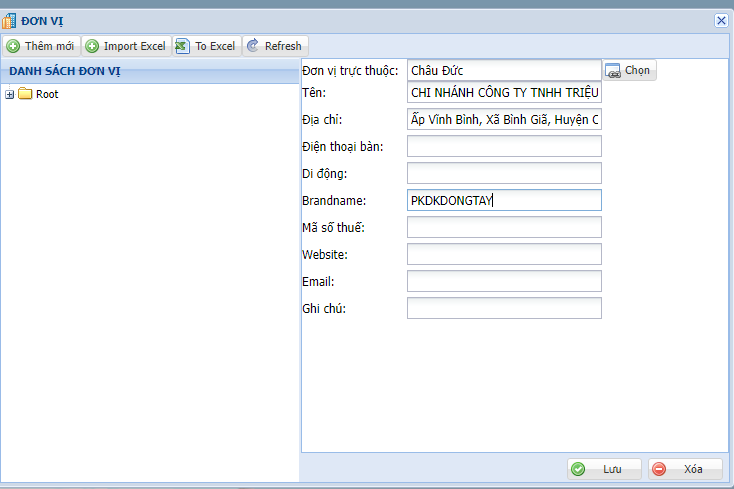 ĐƠN VỊ
Thêm mới Import Excel To Excel Refresh
DANH SÁCH ĐƠN VỊ
Root
Đơn vị trực thuộc: Châu Đức Chọn
Tên: CHI NHÁNH CÔNG TY TNHH TRIỆU
Địa chỉ: Ấp Vĩnh Bình, Xã Bình Giã, Huyện C
Điện thoại bàn:
Di động:
Brandname: PKDKDONGTAY
Mã số thuế:
Website:
Email:
Ghi chú:
Lưu Xóa